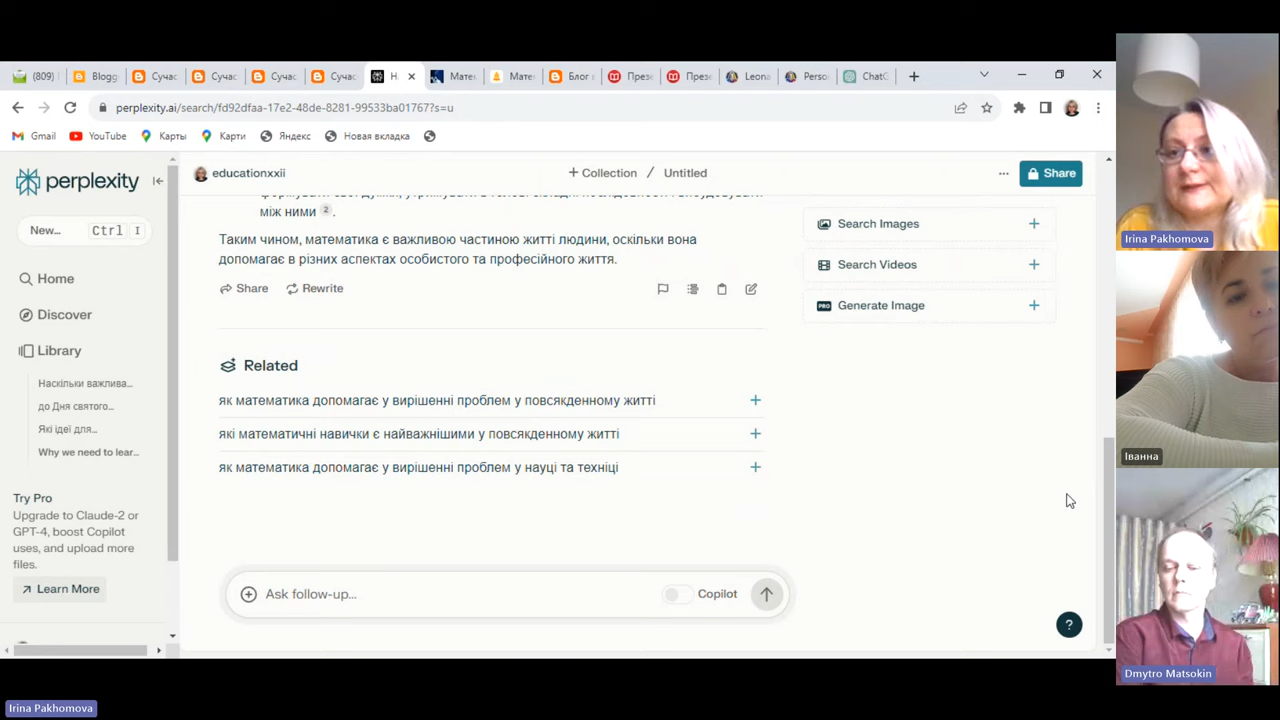 (809)
Blogg
Сучас
Сучас
Сучас
Сучас
Н
Матем
Мате
Блог п
Презе
Презе
Leona
Perso
ChatG
perplexity.ai/search/fd92dfaa-17e2-48de-8281-99533ba01767?s=u
Gmail
YouTube
Карты
Карти
Яндекс
Новая вкладка
perplexity
New...
Ctrl
I
Home
Discover
Library
Наскільки важлива...
до Дня святого...
Які ідеї для...
Why we need to lear...
Try Pro
Upgrade to Claude-2 or
GPT-4, boost Copilot
uses, and upload more
files.
Learn More
educationxxii
Collection / Untitled
Share
між ними 2 .
Таким чином, математика є важливою частиною житті людини, оскільки вона
допомагає в різних аспектах особистого та професійного життя.
Share
Rewrite
Related
як математика допомагає у вирішенні проблем у повсякденному житті
які математичні навички є найважнішими у повсякденному житті
як математика допомагає у вирішенні проблем у науці та техніці
Ask follow-up...
Copilot
Search Images
Search Videos
PRO Generate Image
?
Irina Pakhomova
Іванна
Dmytro Matsokin
Irina Pakhomova